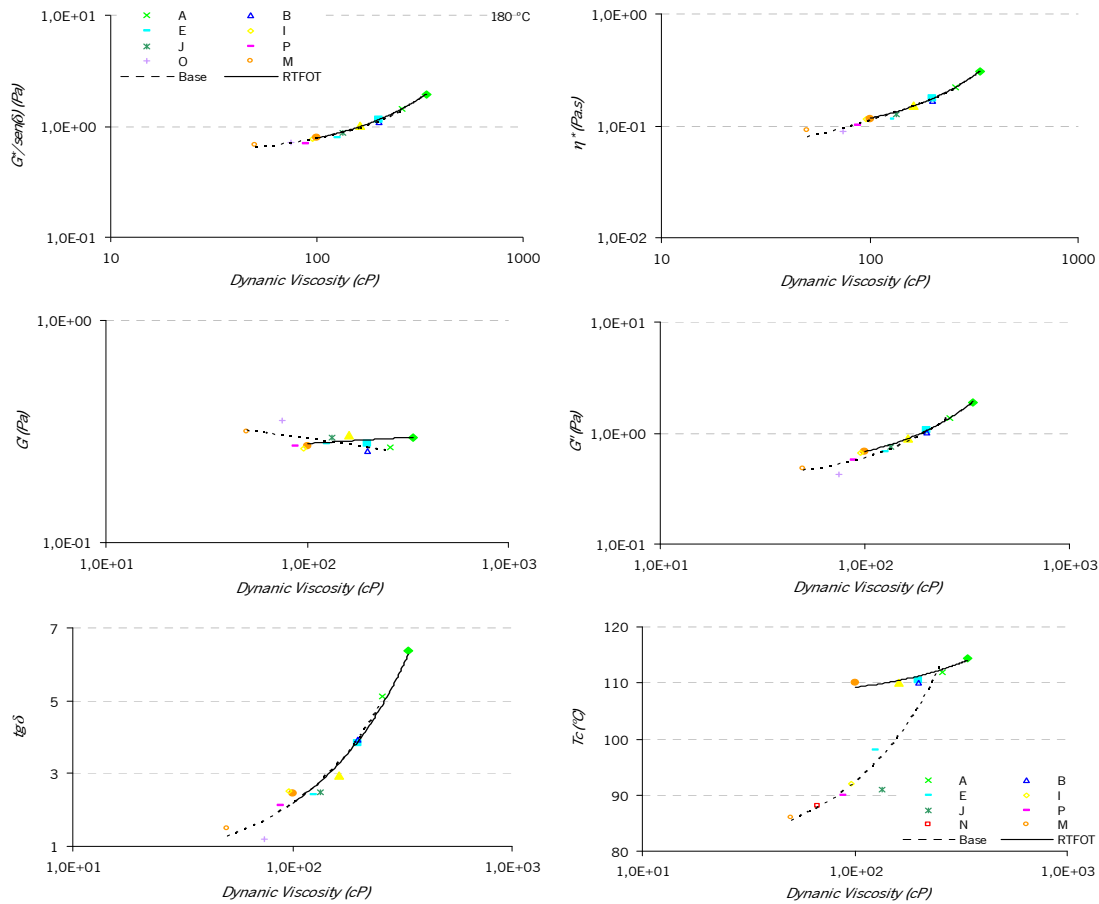 1,0E+01
A
B
180 °C
E
I
J
P
O
M
Base
RTFOT
1,0E+00
1,0E-01
10
100
1000
G*/sen(δ) (Pa)
Dynamic Viscosity (cP)
1,0E+00
1,0E-01
1,0E-02
10
100
1000
η* (Pa.s)
Dynamic Viscosity (cP)
1,0E+00
1,0E-01
1,0E+01
1,0E+02
1,0E+03
G' (Pa)
Dynamic Viscosity (cP)
1,0E+01
1,0E+00
1,0E-01
1,0E+01
1,0E+02
1,0E+03
G'' (Pa)
Dynamic Viscosity (cP)
7
5
3
1
1,0E+01
1,0E+02
1,0E+03
tg δ
Dynamic Viscosity (cP)
120
110
100
90
80
A
B
E
I
J
P
N
M
Base
RTFOT
1,0E+01
1,0E+02
1,0E+03
Tc (°C)
Dynamic Viscosity (cP)